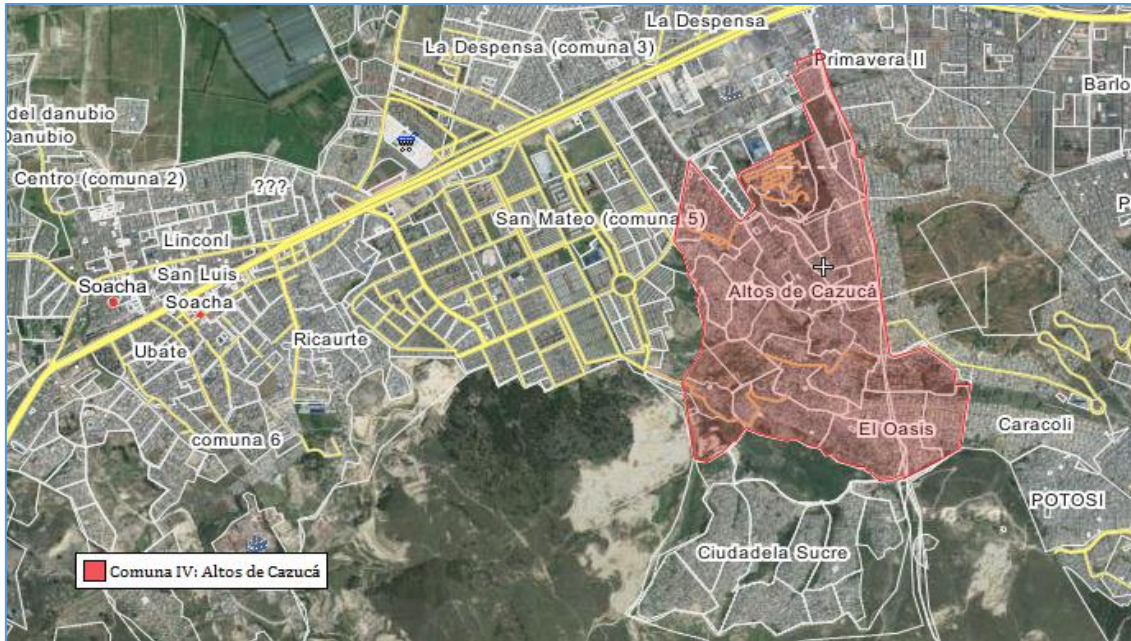 La Despensa
La Despensa (comuna 3)
Primavera II
Barlo
del danubio
Danubio
Centro (comuna 2)
???
San Mateo (comuna 5)
Linconl
San Luis
Soacha
Soacha
Altos de Cazucá
Ubate
Ricaurte
comuna 6
El Oasis
Caracoli
POTOSI
Ciudadela Sucre
Comuna IV: Altos de Cazucá
P